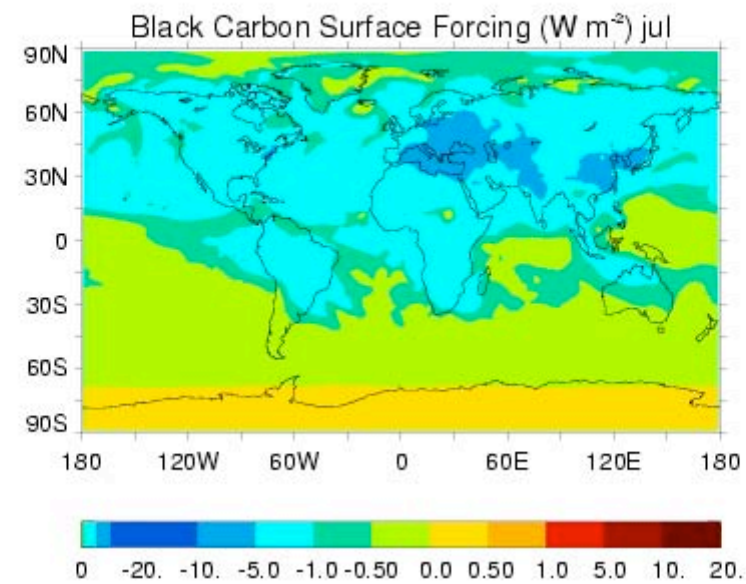 Black Carbon Surface Forcing (W m⁻²) jul
90N
60N
30N
0
30S
60S
90S
180 120W 60W 0 60E 120E 180
0 -20. -10. -5.0 -1.0 -0.50 0.0 0.50 1.0 5.0 10. 20.